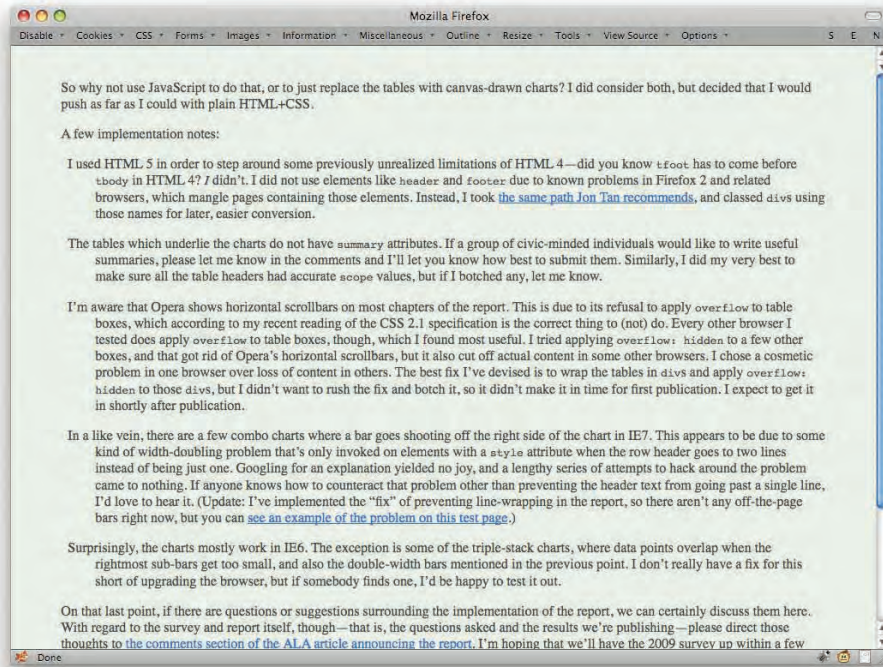 Mozilla Firefox
Disable Cookies CSS Forms Images Information Miscellaneous Outline Resize Tools View Source Options S E N
So why not use JavaScript to do that, or to just replace the tables with canvas-drawn charts? I did consider both, but decided that I would
push as far as I could with plain HTML+CSS.
A few implementation notes:
I used HTML 5 in order to step around some previously unrealized limitations of HTML 4—did you know tfoot has to come before
tbody in HTML 4? I didn't. I did not use elements like header and footer due to known problems in Firefox 2 and related
browsers, which mangle pages containing those elements. Instead, I took the same path Jon Tan recommends, and classed divs using
those names for later, easier conversion.
The tables which underlie the charts do not have summary attributes. If a group of civic-minded individuals would like to write useful
summaries, please let me know in the comments and I'll let you know how best to submit them. Similarly, I did my very best to
make sure all the table headers had accurate scope values, but if I botched any, let me know.
I'm aware that Opera shows horizontal scrollbars on most chapters of the report. This is due to its refusal to apply overflow to table
boxes, which according to my recent reading of the CSS 2.1 specification is the correct thing to (not) do. Every other browser I
tested does apply overflow to table boxes, though, which I found most useful. I tried applying overflow: hidden to a few other
boxes, and that got rid of Opera's horizontal scrollbars, but it also cut off actual content in some other browsers. I chose a cosmetic
problem in one browser over loss of content in others. The best fix I've devised is to wrap the tables in divs and apply overflow:
hidden to those divs, but I didn't want to rush the fix and botch it, so it didn't make it in time for first publication. I expect to get it
in shortly after publication.
In a like vein, there are a few combo charts where a bar goes shooting off the right side of the chart in IE7. This appears to be due to some
kind of width-doubling problem that's only invoked on elements with a style attribute when the row header goes to two lines
instead of being just one. Googling for an explanation yielded no joy, and a lengthy series of attempts to hack around the problem
came to nothing. If anyone knows how to counteract that problem other than preventing the header text from going past a single line,
I'd love to hear it. (Update: I've implemented the "fix" of preventing line-wrapping in the report, so there aren't any off-the-page
bars right now, but you can see an example of the problem on this test page.)
Surprisingly, the charts mostly work in IE6. The exception is some of the triple-stack charts, where data points overlap when the
rightmost sub-bars get too small, and also the double-width bars mentioned in the previous point. I don't really have a fix for this
short of upgrading the browser, but if somebody finds one, I'd be happy to test it out.
On that last point, if there are questions or suggestions surrounding the implementation of the report, we can certainly discuss them here.
With regard to the survey and report itself, though—that is, the questions asked and the results we're publishing—please direct those
thoughts to the comments section of the ALA article announcing the report. I'm hoping that we'll have the 2009 survey up within a few
Done